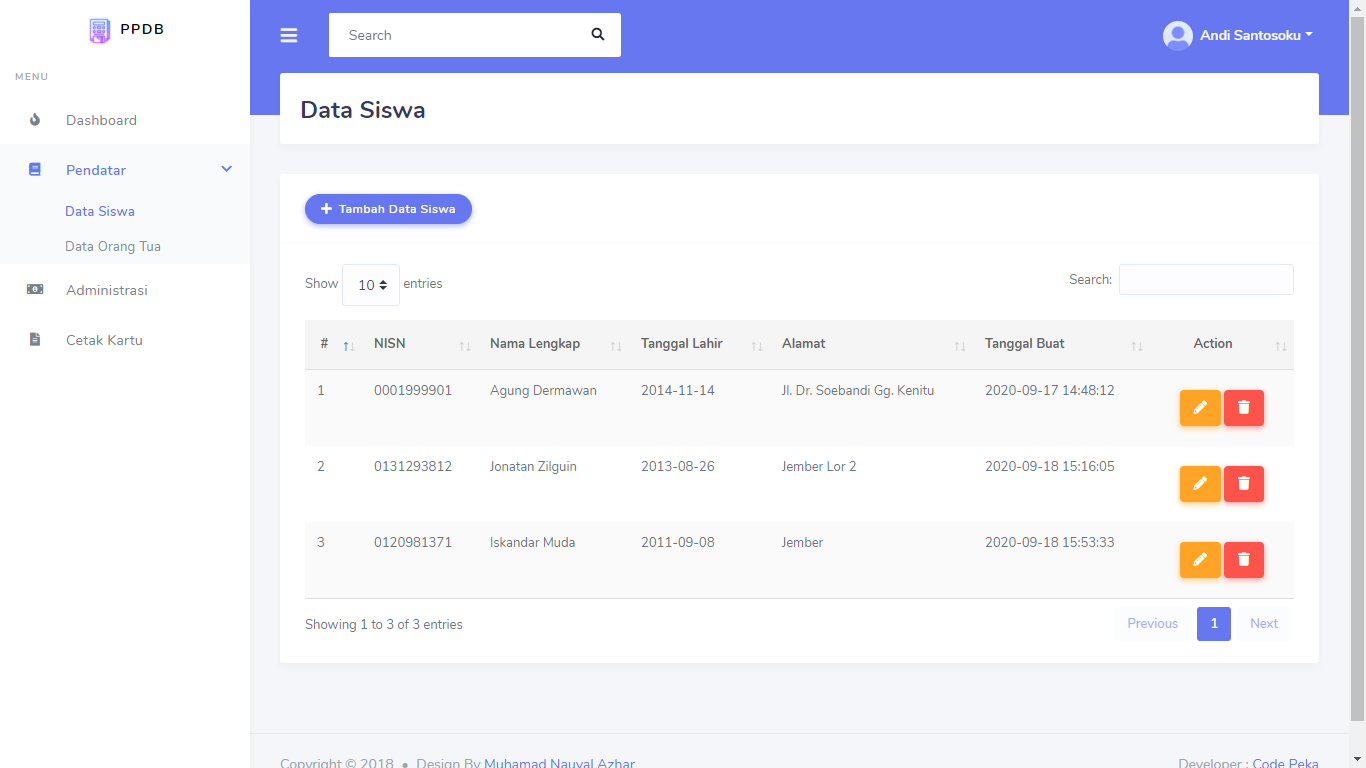 PPDB
Search
Andi Santosoku
MENU
Dashboard
Pendatar
Data Siswa
Data Orang Tua
Administrasi
Cetak Kartu
Data Siswa
+ Tambah Data Siswa
Show 10 entries
Search:
# NISN Nama Lengkap Tanggal Lahir Alamat Tanggal Buat Action
1 0001999901 Agung Dermawan 2014-11-14 Jl. Dr. Soebandi Gg. Kenitu 2020-09-17 14:48:12
2 0131293812 Jonatan Zilguin 2013-08-26 Jember Lor 2 2020-09-18 15:16:05
3 0120981371 Iskandar Muda 2011-09-08 Jember 2020-09-18 15:53:33
Showing 1 to 3 of 3 entries
Previous 1 Next
Copyright © 2018 • Design By Muhamad Nauval Azhar
Developer : Code Peka